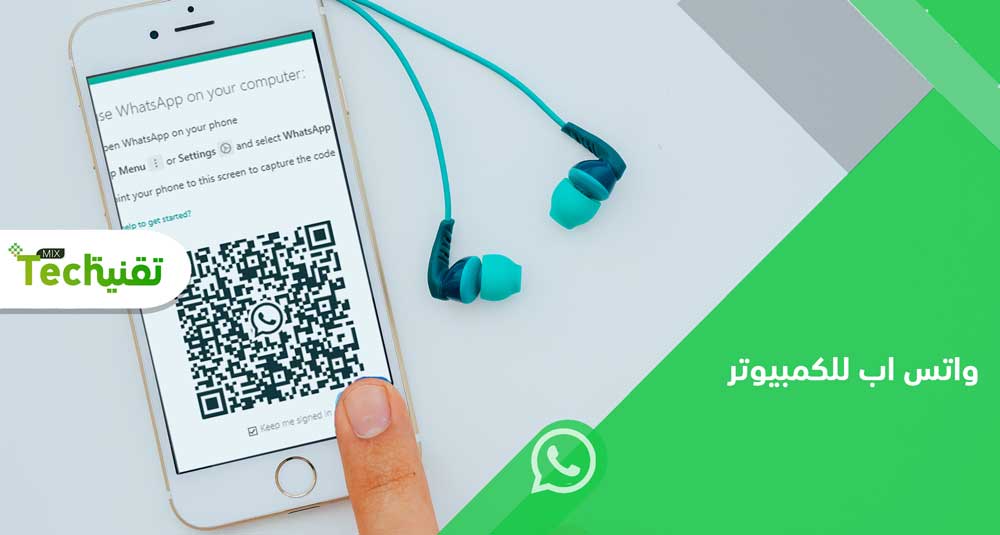 se WhatsApp on your computer:
pen WhatsApp on your phone
p Menu or Settings and select WhatsApp
int your phone to this screen to capture the code
help to get started?
Keep me signed in
MIX
Tech تقنية
واتس اب للكمبيوتر